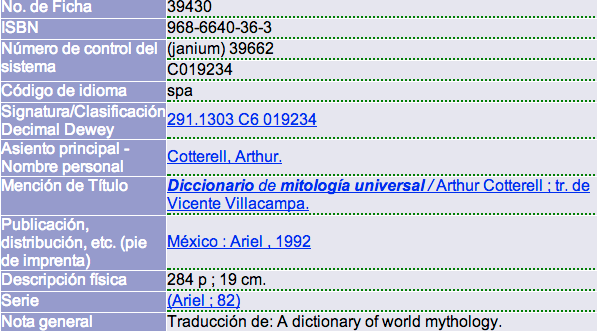 No. de Ficha 39430
ISBN 968-6640-36-3
Número de control del (janium) 39662
sistema C019234
Código de idioma spa
Signatura/Clasificación
Decimal Dewey 291.1303 C6 019234
Asiento principal -
Nombre personal Cotterell, Arthur.
Mención de Título Diccionario de mitología universal / Arthur Cotterell ; tr. de
Vicente Villacampa.
Publicación,
distribución, etc. (pie México : Ariel , 1992
de imprenta)
Descripción física 284 p ; 19 cm.
Serie (Ariel ; 82)
Nota general Traducción de: A dictionary of world mythology.